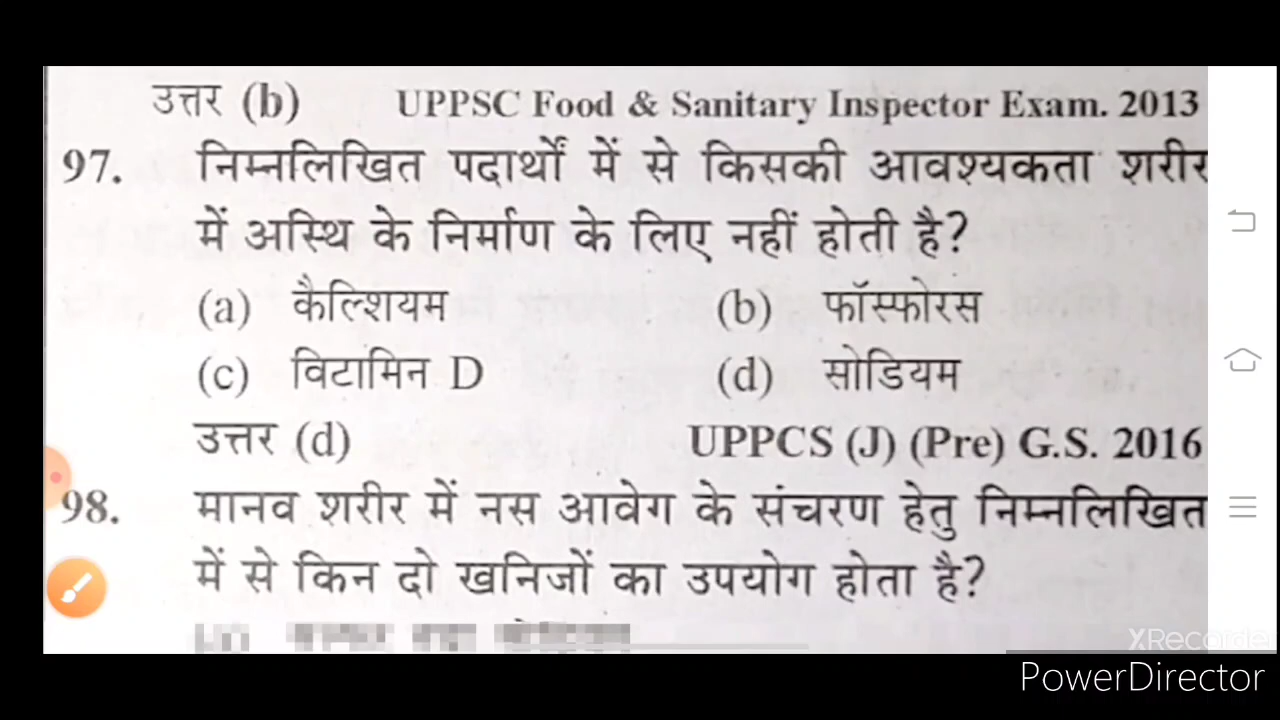 उत्तर (b) UPPSC Food & Sanitary Inspector Exam. 2013
97. निम्नलिखित पदार्थों में से किसकी आवश्यकता शरीर
में अस्थि के निर्माण के लिए नहीं होती है?
(a) कैल्शियम (b) फॉस्फोरस
(c) विटामिन D (d) सोडियम
उत्तर (d) UPPCS (J) (Pre) G.S. 2016
98. मानव शरीर में नस आवेग के संचरण हेतु निम्नलिखित
में से किन दो खनिजों का उपयोग होता है?
XRecorder
PowerDirector